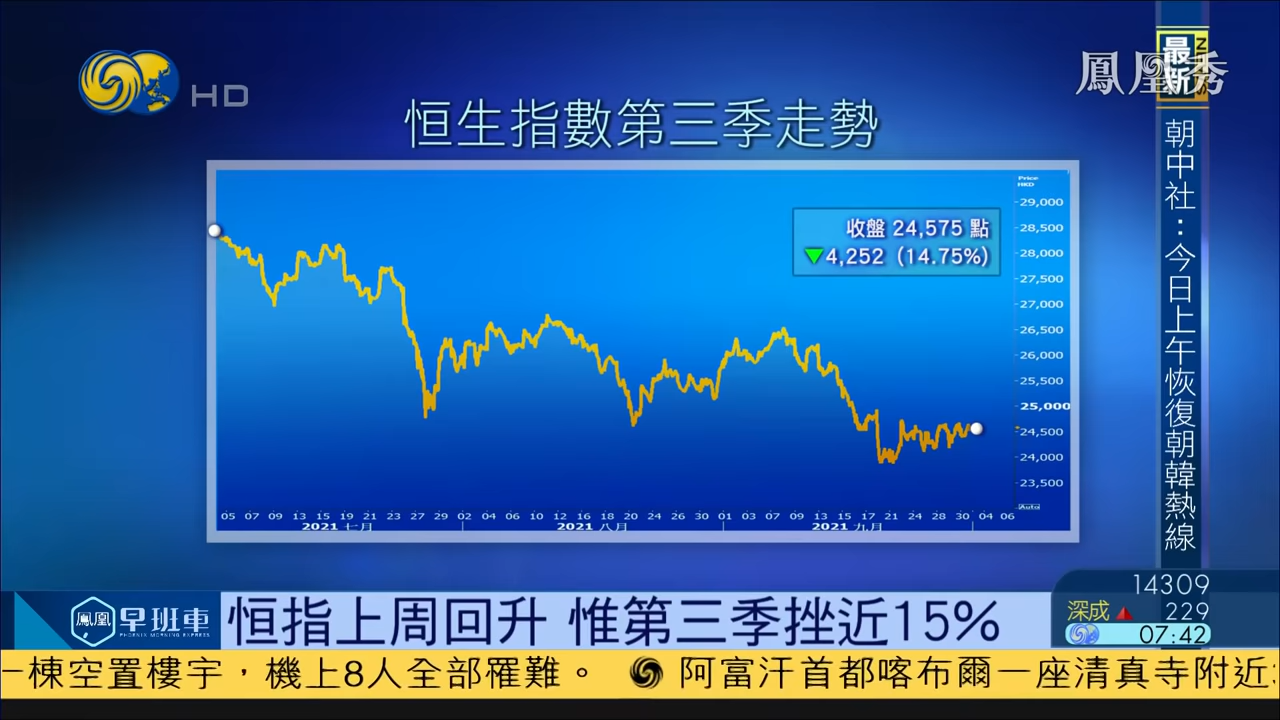 HD
鳳凰秀
最新
NEWS
恒生指數第三季走勢
Price
HKD
收盤 24,575 點
▼4,252 (14.75%)
29,000
28,500
28,000
27,500
27,000
26,500
26,000
25,500
25,000
24,500
24,000
23,500
Auto
05 07 09 13 15 19 21 23 27 29 02 04 06 10 12 16 18 20 24 26 30 01 03 07 09 13 15 17 21 24 28 30 04 06
2021 七月 2021 八月 2021 九月
朝中社：今日上午恢復朝韓熱線
鳳凰早班車
PHOENIX MORNING EXPRESS
恒指上周回升 惟第三季挫近15%
14309
深成 ▲ 229
07:42
一棟空置樓宇，機上8人全部罹難。 阿富汗首都喀布爾一座清真寺附近